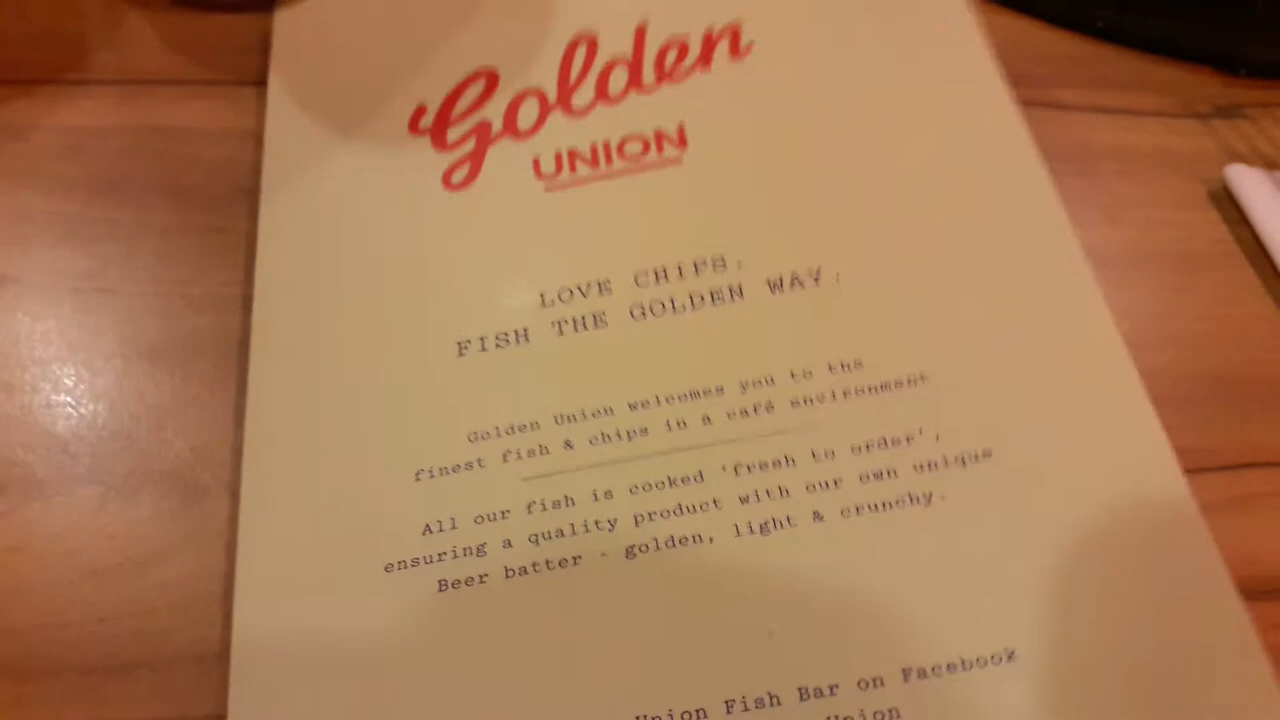 Golden
UNION
LOVE CHIPS.
FISH THE GOLDEN WAY.
Golden Union welcomes you to the
finest fish & chips in a café environment
All our fish is cooked 'fresh to order',
ensuring a quality product with our own unique
Beer batter - golden, light & crunchy.
Union Fish Bar on Facebook
Union